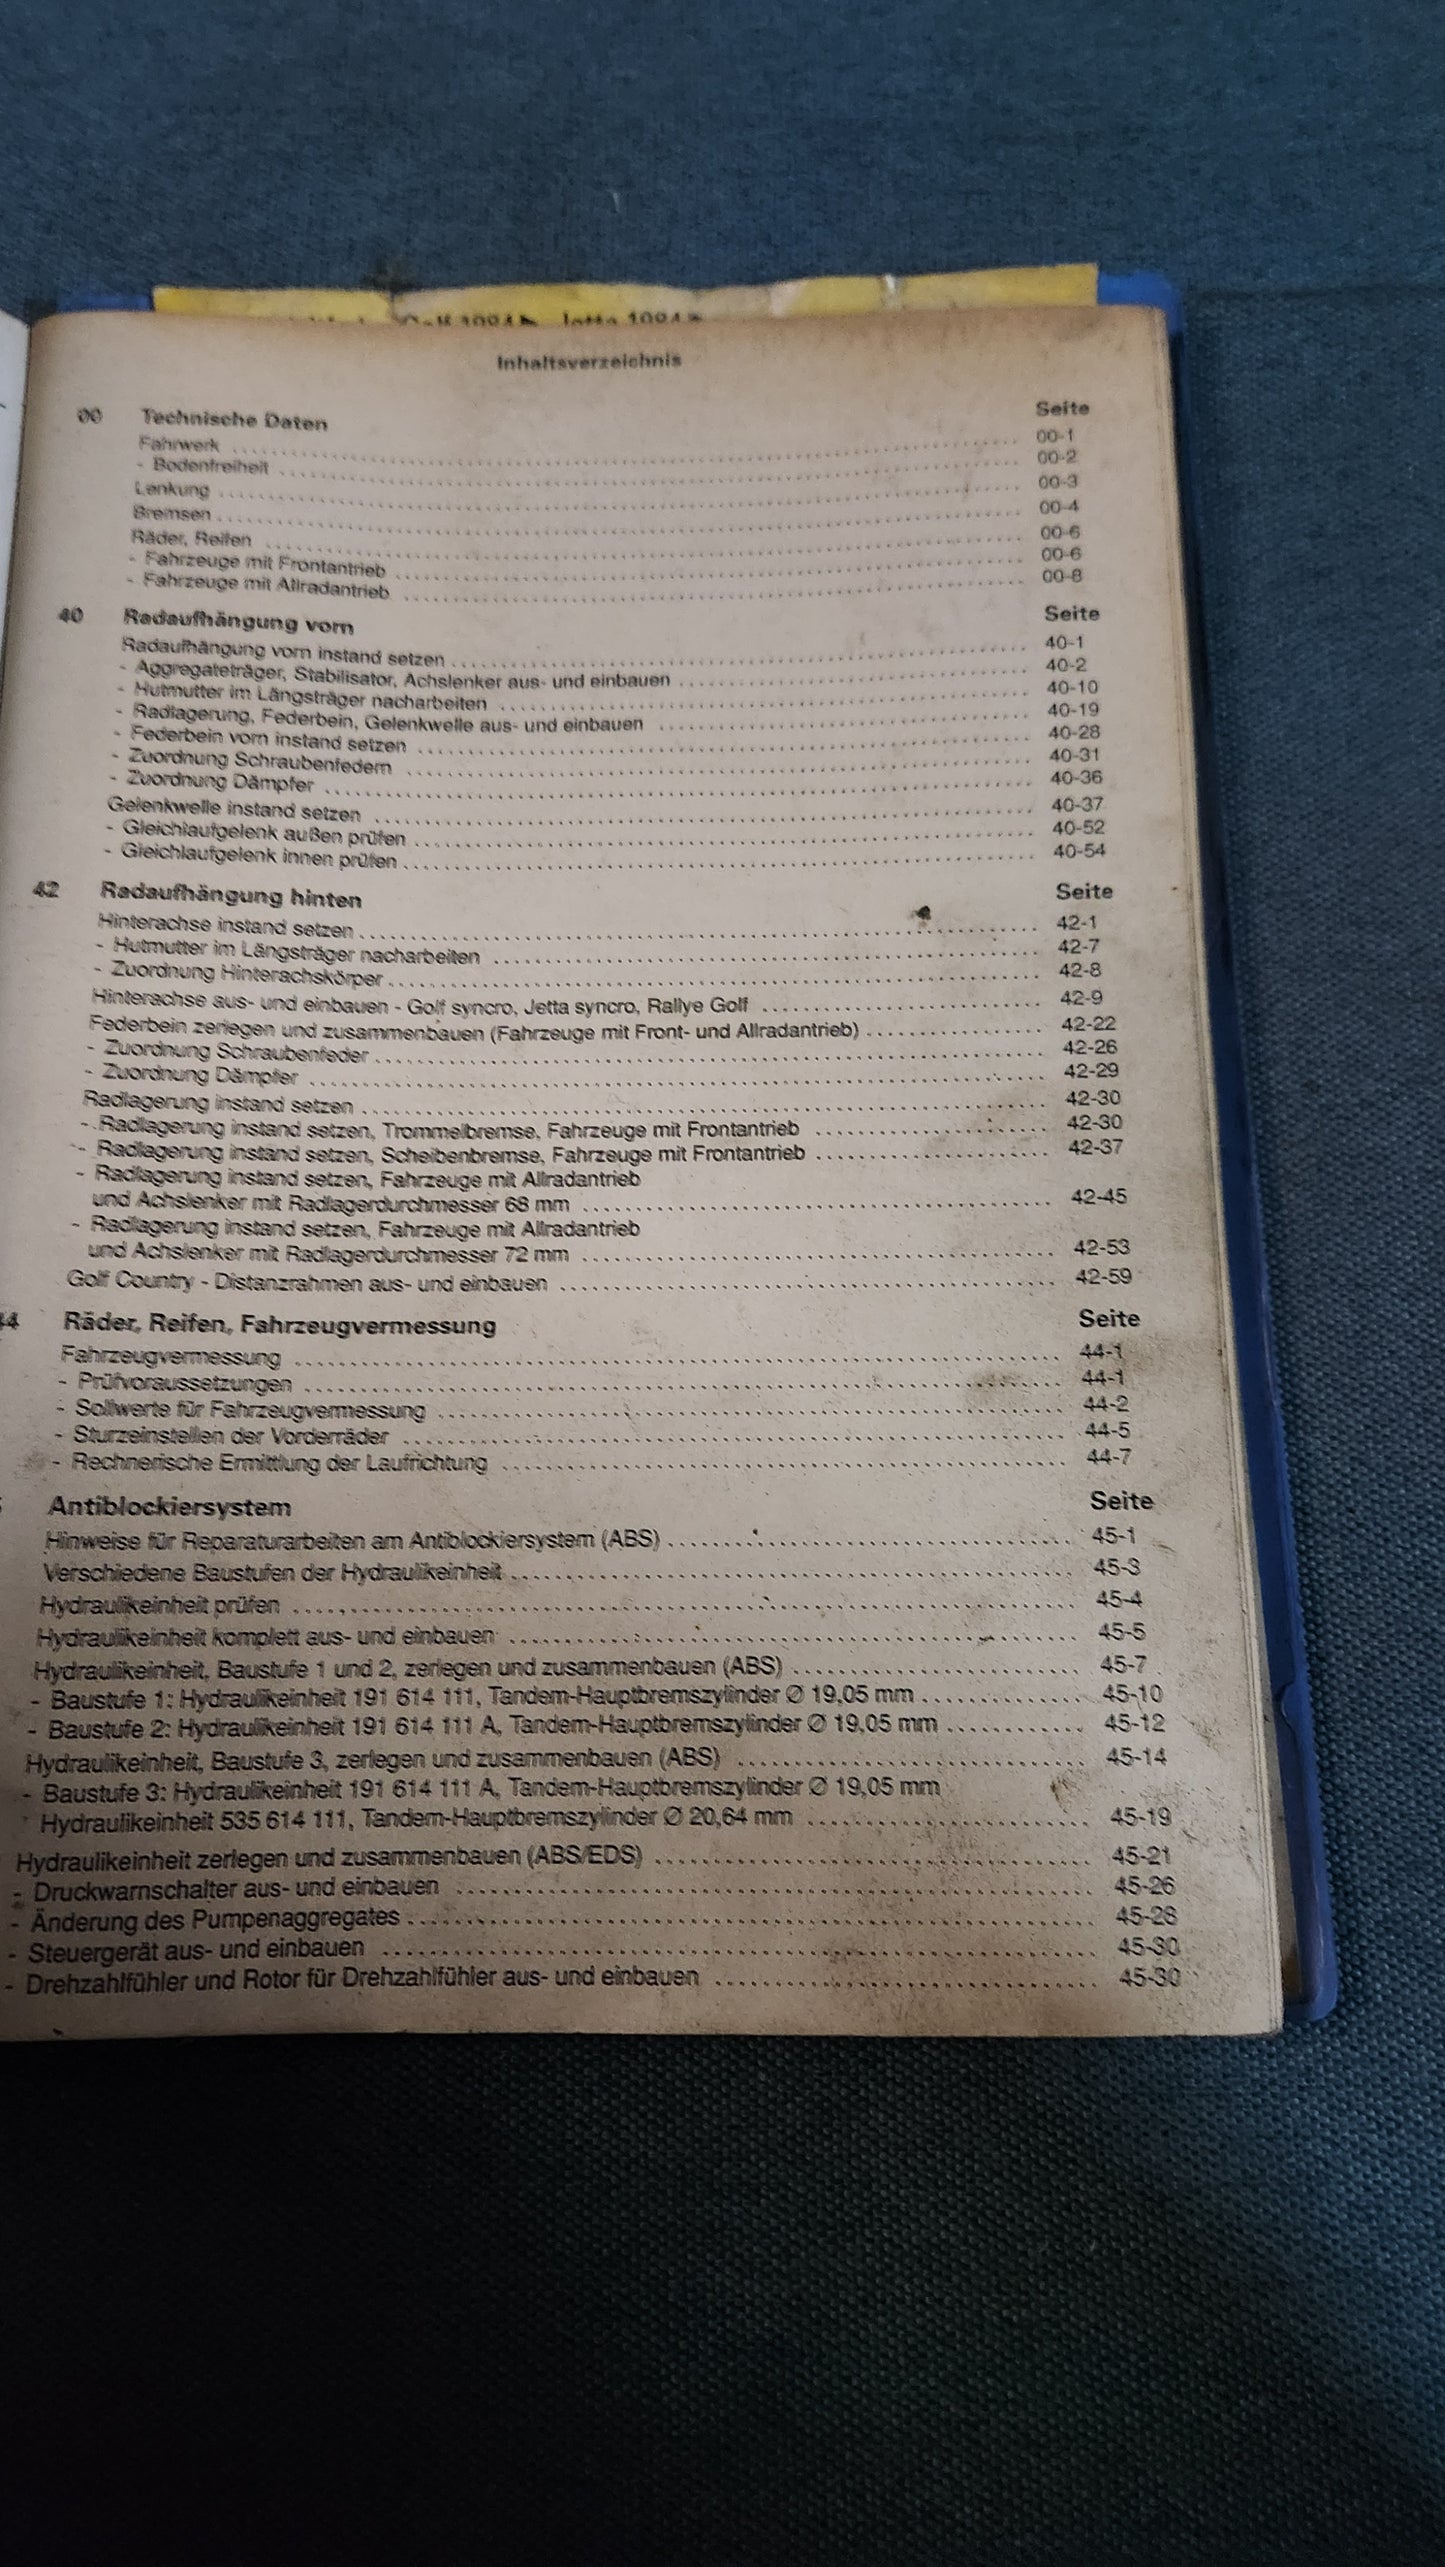 Golf 1984▶ Jetta 1984▶
Inhaltsverzeichnis
00 Technische Daten Seite
Fahrwerk 00-1
- Bodenfreiheit 00-2
Lenkung 00-3
Bremsen 00-4
Räder, Reifen 00-6
- Fahrzeuge mit Frontantrieb 00-6
- Fahrzeuge mit Allradantrieb 00-8
40 Radaufhängung vorn Seite
Radaufhängung vorn instand setzen 40-1
- Aggregateträger, Stabilisator, Achslenker aus- und einbauen 40-2
- Hutmutter im Längsträger nacharbeiten 40-10
- Radlagerung, Federbein, Gelenkwelle aus- und einbauen 40-19
- Federbein vorn instand setzen 40-28
- Zuordnung Schraubenfedern 40-31
- Zuordnung Dämpfer 40-36
Gelenkwelle instand setzen 40-37
- Gleichlaufgelenk außen prüfen 40-52
- Gleichlaufgelenk innen prüfen 40-54
42 Radaufhängung hinten Seite
Hinterachse instand setzen 42-1
- Hutmutter im Längsträger nacharbeiten 42-7
- Zuordnung Hinterachskörper 42-8
Hinterachse aus- und einbauen - Golf syncro, Jetta syncro, Rallye Golf 42-9
Federbein zerlegen und zusammenbauen (Fahrzeuge mit Front- und Allradantrieb) 42-22
- Zuordnung Schraubenfeder 42-26
- Zuordnung Dämpfer 42-29
Radlagerung instand setzen 42-30
- Radlagerung instand setzen, Trommelbremse, Fahrzeuge mit Frontantrieb 42-30
- Radlagerung instand setzen, Scheibenbremse, Fahrzeuge mit Frontantrieb 42-37
- Radlagerung instand setzen, Fahrzeuge mit Allradantrieb
und Achslenker mit Radlagerdurchmesser 68 mm 42-45
- Radlagerung instand setzen, Fahrzeuge mit Allradantrieb
und Achslenker mit Radlagerdurchmesser 72 mm 42-53
Golf Country - Distanzrahmen aus- und einbauen 42-59
44 Räder, Reifen, Fahrzeugvermessung Seite
Fahrzeugvermessung 44-1
- Prüfvoraussetzungen 44-1
- Sollwerte für Fahrzeugvermessung 44-2
- Sturzeinstellen der Vorderräder 44-5
- Rechnerische Ermittlung der Laufrichtung 44-7
Antiblockiersystem Seite
Hinweise für Reparaturarbeiten am Antiblockiersystem (ABS) 45-1
Verschiedene Baustufen der Hydraulikeinheit 45-3
Hydraulikeinheit prüfen 45-4
Hydraulikeinheit komplett aus- und einbauen 45-5
Hydraulikeinheit, Baustufe 1 und 2, zerlegen und zusammenbauen (ABS) 45-7
- Baustufe 1: Hydraulikeinheit 191 614 111, Tandem-Hauptbremszylinder Ø 19,05 mm 45-10
- Baustufe 2: Hydraulikeinheit 191 614 111 A, Tandem-Hauptbremszylinder Ø 19,05 mm 45-12
Hydraulikeinheit, Baustufe 3, zerlegen und zusammenbauen (ABS) 45-14
- Baustufe 3: Hydraulikeinheit 191 614 111 A, Tandem-Hauptbremszylinder Ø 19,05 mm
Hydraulikeinheit 535 614 111, Tandem-Hauptbremszylinder Ø 20,64 mm 45-19
Hydraulikeinheit zerlegen und zusammenbauen (ABS/EDS) 45-21
- Druckwarnschalter aus- und einbauen 45-26
- Änderung des Pumpenaggregates 45-28
- Steuergerät aus- und einbauen 45-30
- Drehzahlfühler und Rotor für Drehzahlfühler aus- und einbauen 45-30